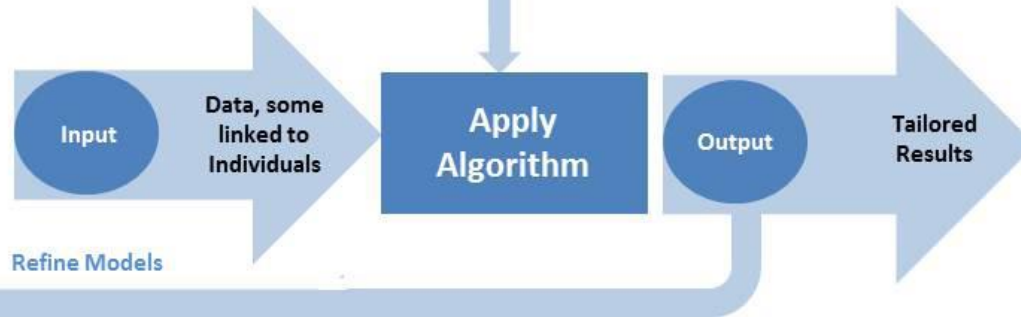 Input
Data, some
linked to
Individuals
Apply
Algorithm
Output
Tailored
Results
Refine Models